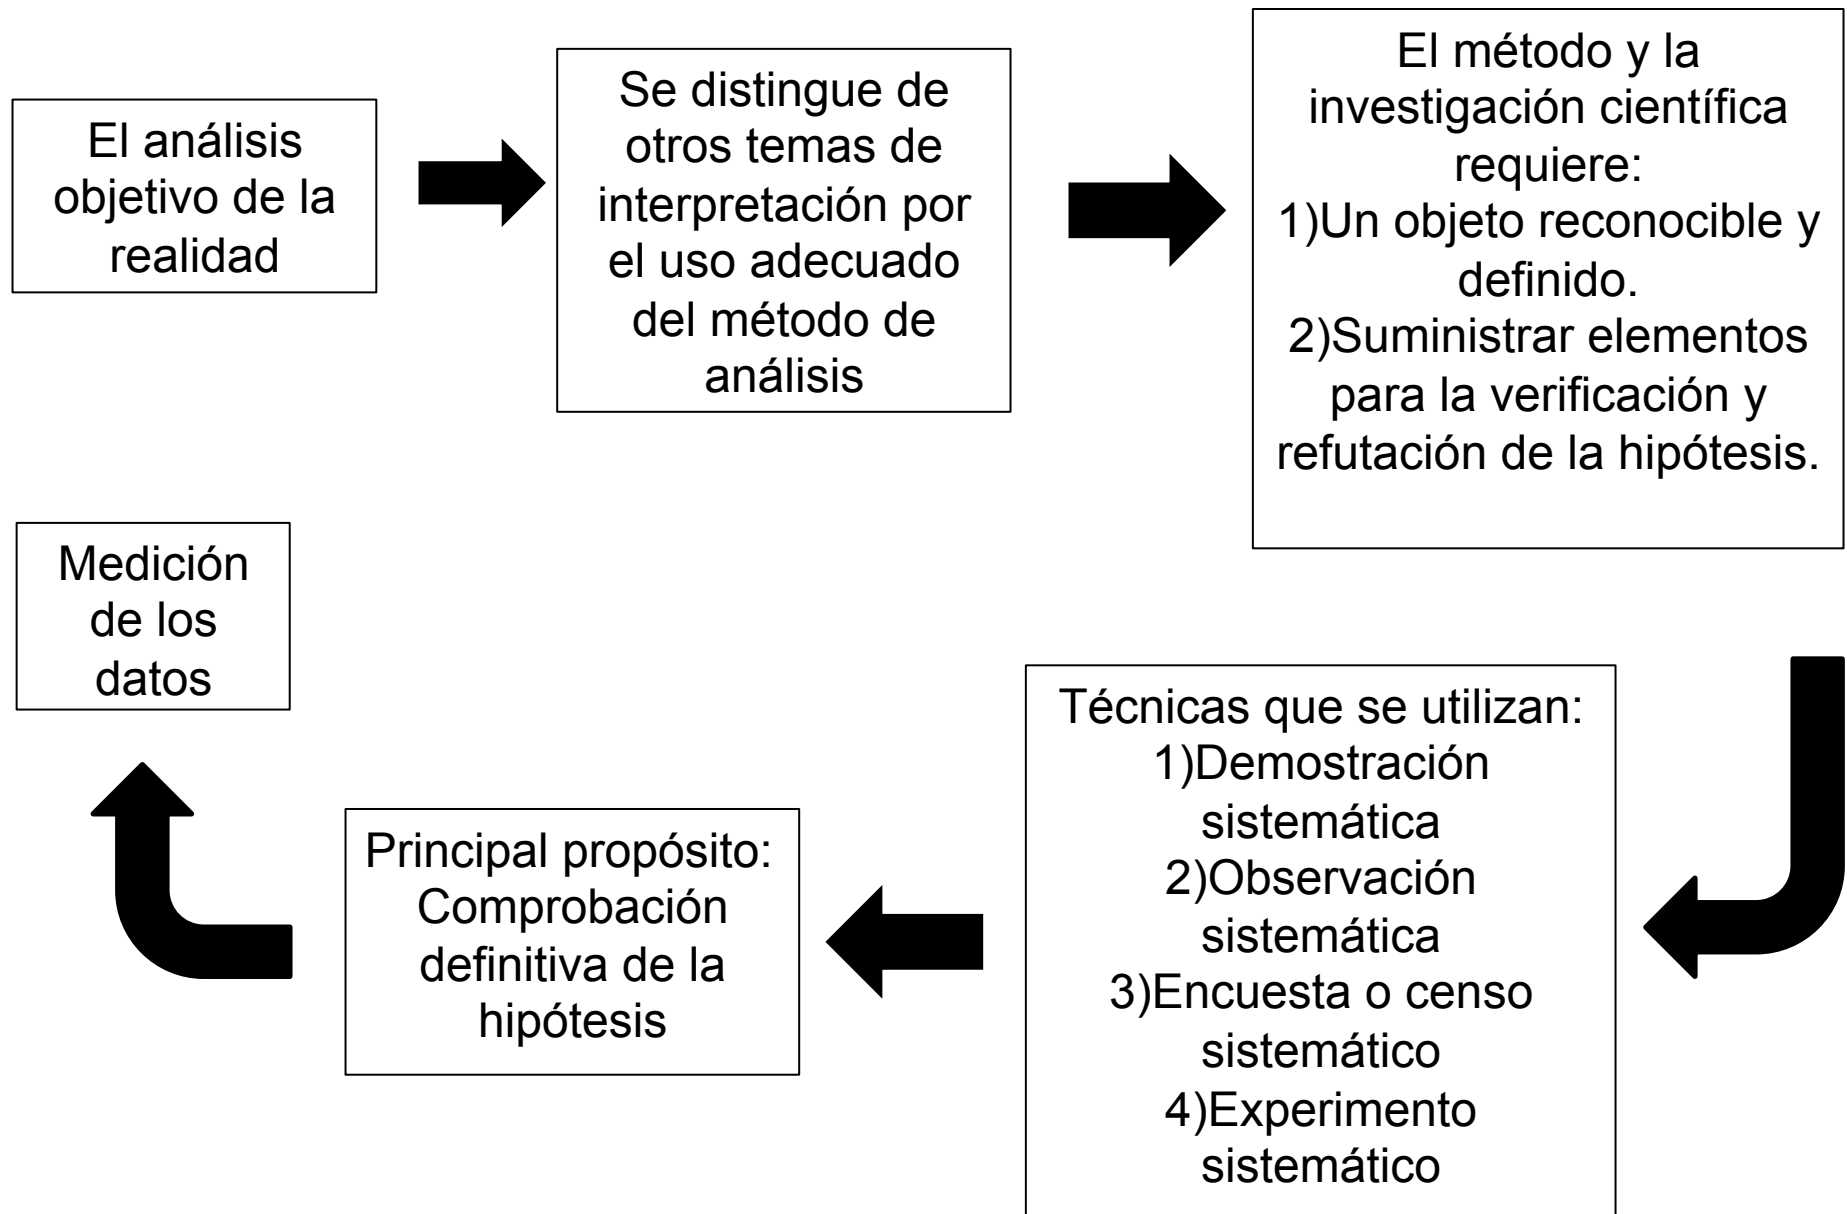 El análisis
objetivo de la
realidad
Se distingue de
otros temas de
interpretación por
el uso adecuado
del método de
análisis
El método y la
investigación científica
requiere:
1)Un objeto reconocible y
definido.
2)Suministrar elementos
para la verificación y
refutación de la hipótesis.
Técnicas que se utilizan:
1)Demostración
sistemática
2)Observación
sistemática
3)Encuesta o censo
sistemático
4)Experimento
sistemático
Principal propósito:
Comprobación
definitiva de la
hipótesis
Medición
de los
datos